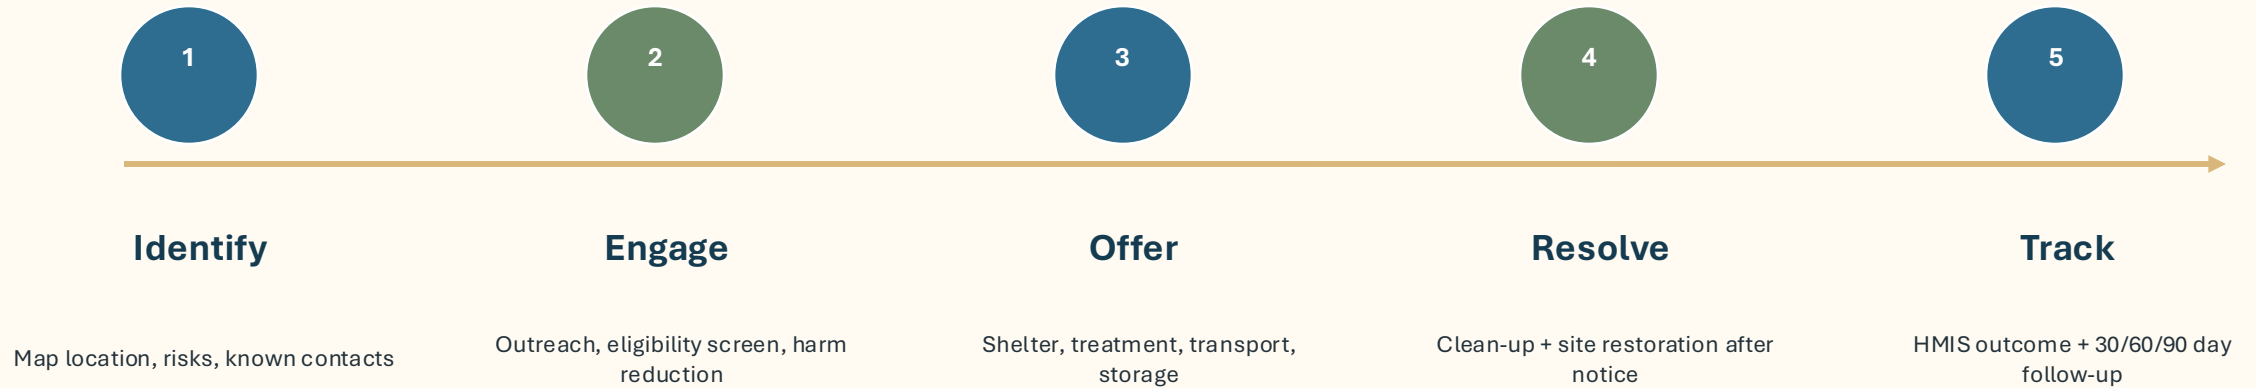 1
2
3
4
5
Identify
Engage
Offer
Resolve
Track
Map location, risks, known contacts
Outreach, eligibility screen, harm
reduction
Shelter, treatment, transport,
storage
Clean-up + site restoration after
notice
HMIS outcome + 30/60/90 day
follow-up